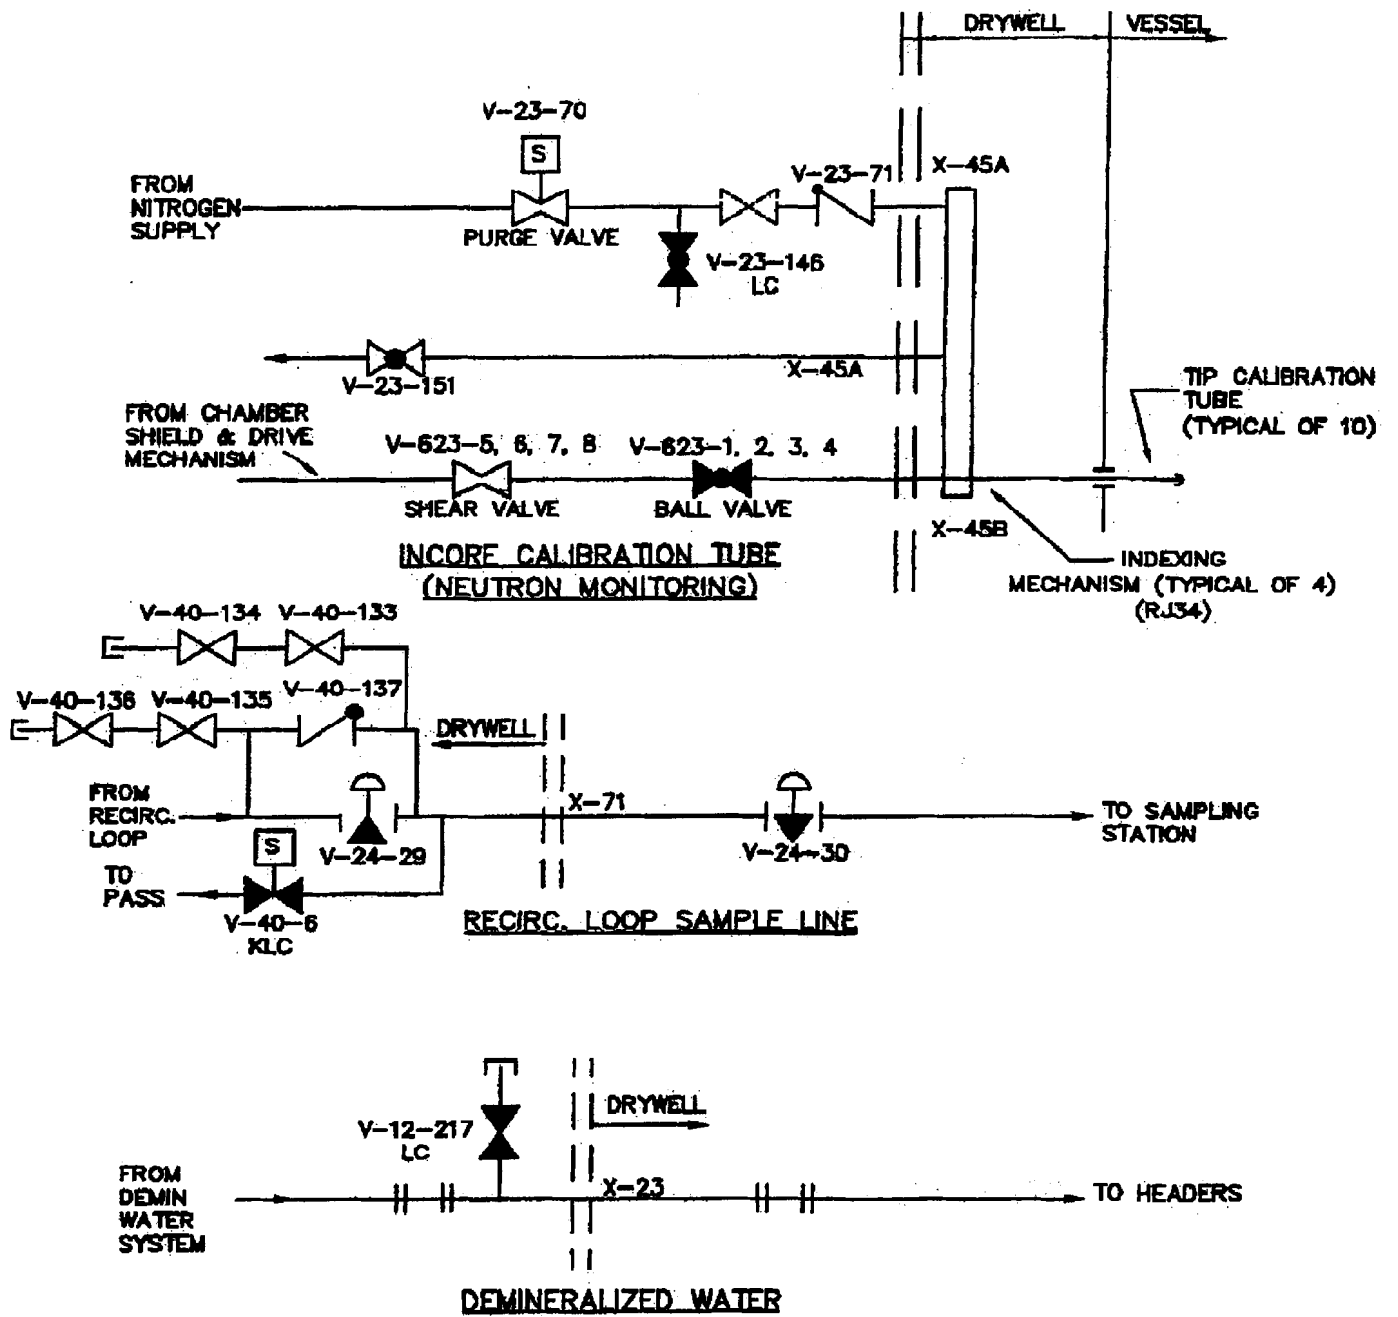 DRYWELL
VESSEL
V-23-70
S
FROM
NITROGEN
SUPPLY
PURGE VALVE
V-23-71
X-45A
V-23-146
LC
V-23-151
X-45A
TIP CALIBRATION
TUBE
(TYPICAL OF 10)
FROM CHAMBER
SHIELD & DRIVE
MECHANISM
V-623-5, 6, 7, 8
V-623-1, 2, 3, 4
SHEAR VALVE
BALL VALVE
X-45B
INCORE CALIBRATION TUBE
(NEUTRON MONITORING)
INDEXING
MECHANISM (TYPICAL OF 4)
(RJ34)
V-40-134
V-40-133
V-40-136
V-40-135
V-40-137
DRYWELL
FROM
RECIRC.
LOOP
X-71
TO SAMPLING
STATION
S
V-24-29
V-24-30
TO
PASS
V-40-6
KLC
RECIRC. LOOP SAMPLE LINE
DRYWELL
V-12-217
LC
FROM
DEMIN
WATER
SYSTEM
X-23
TO HEADERS
DEMINERALIZED WATER